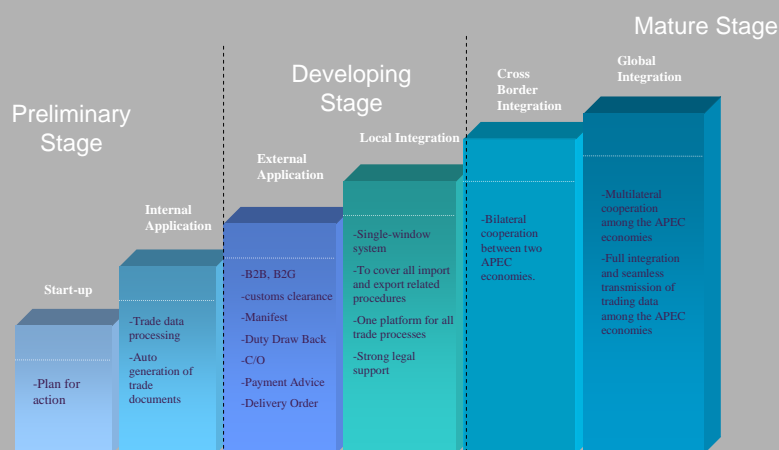 Mature Stage
Developing
Stage
Preliminary
Stage
Start-up
-Plan for
action
Internal
Application
-Trade data
processing
-Auto
generation of
trade
documents
External
Application
-B2B, B2G
-customs clearance
-Manifest
-Duty Draw Back
-C/O
-Payment Advice
-Delivery Order
Local Integration
-Single-window
system
-To cover all import
and export related
procedures
-One platform for all
trade processes
-Strong legal
support
Cross
Border
Integration
-Bilateral
cooperation
between two
APEC
economies.
Global
Integration
-Multilateral
cooperation
among the APEC
economies
-Full integration
and seamless
transmission of
trading data
among the APEC
economies